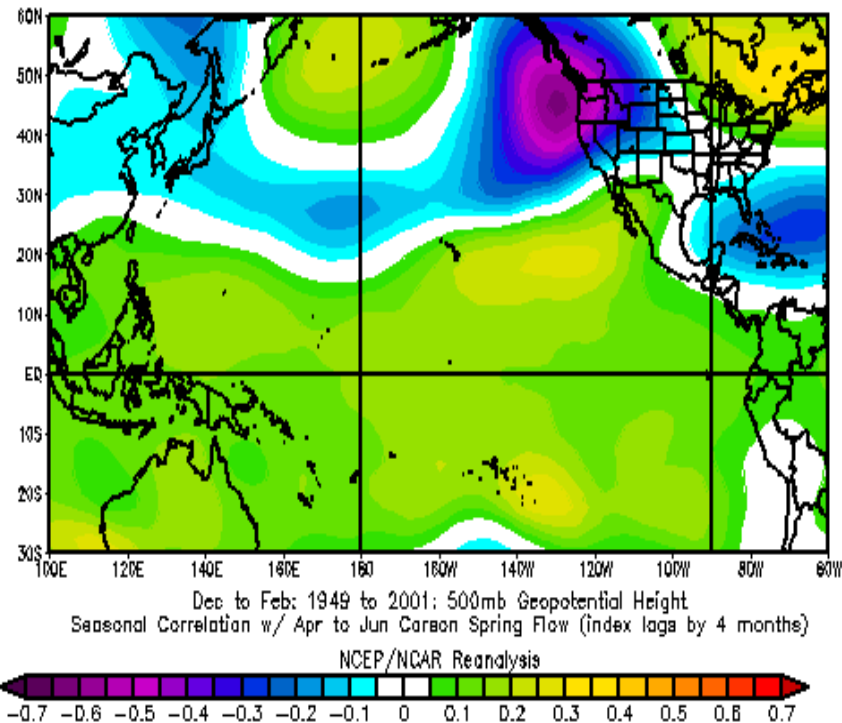 60N
50N
40N
30N
20N
10N
EQ
10S
20S
30S
100E 120E 140E 160E 180 160W 140W 120W 100W 80W 60W
Dec to Feb: 1949 to 2001: 500mb Geopotential Height
Seasonal Correlation w/ Apr to Jun Carson Spring Flow (index lags by 4 months)
NCEP/NCAR Reanalysis
-0.7 -0.6 -0.5 -0.4 -0.3 -0.2 -0.1 0 0.1 0.2 0.3 0.4 0.5 0.6 0.7